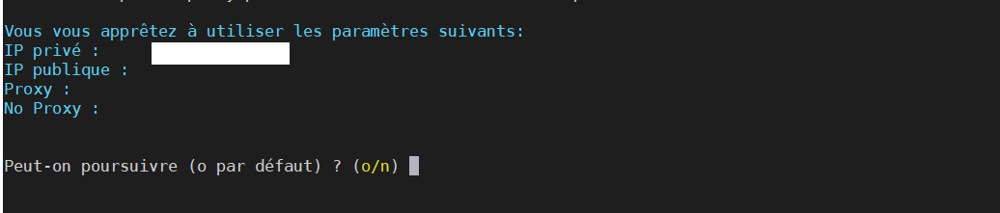 Vous vous apprêtez à utiliser les paramètres suivants:
IP privé :
IP publique :
Proxy :
No Proxy :
Peut-on poursuivre (o par défaut) ? (o/n)